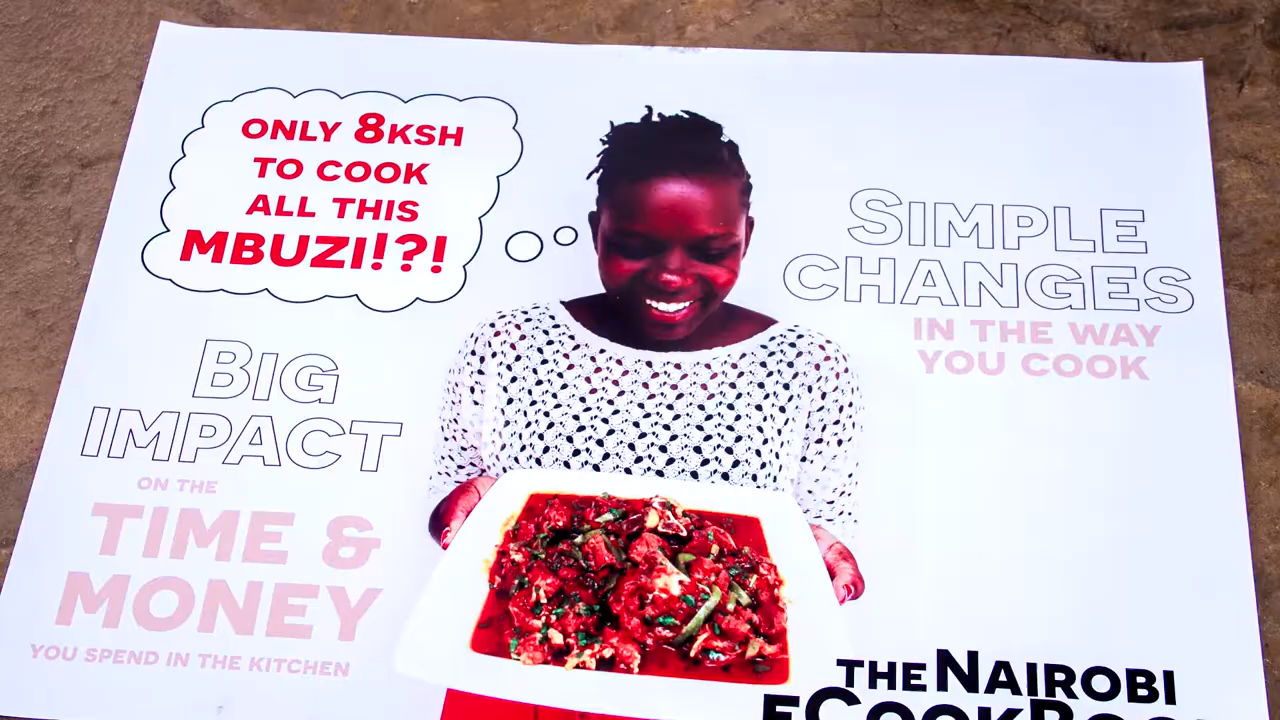 ONLY 8KSH
TO COOK
ALL THIS
MBUZI!?!
SIMPLE
CHANGES
IN THE WAY
YOU COOK
BIG
IMPACT
ON THE
TIME &
MONEY
YOU SPEND IN THE KITCHEN
THE NAIROBI
ECOOKBOO